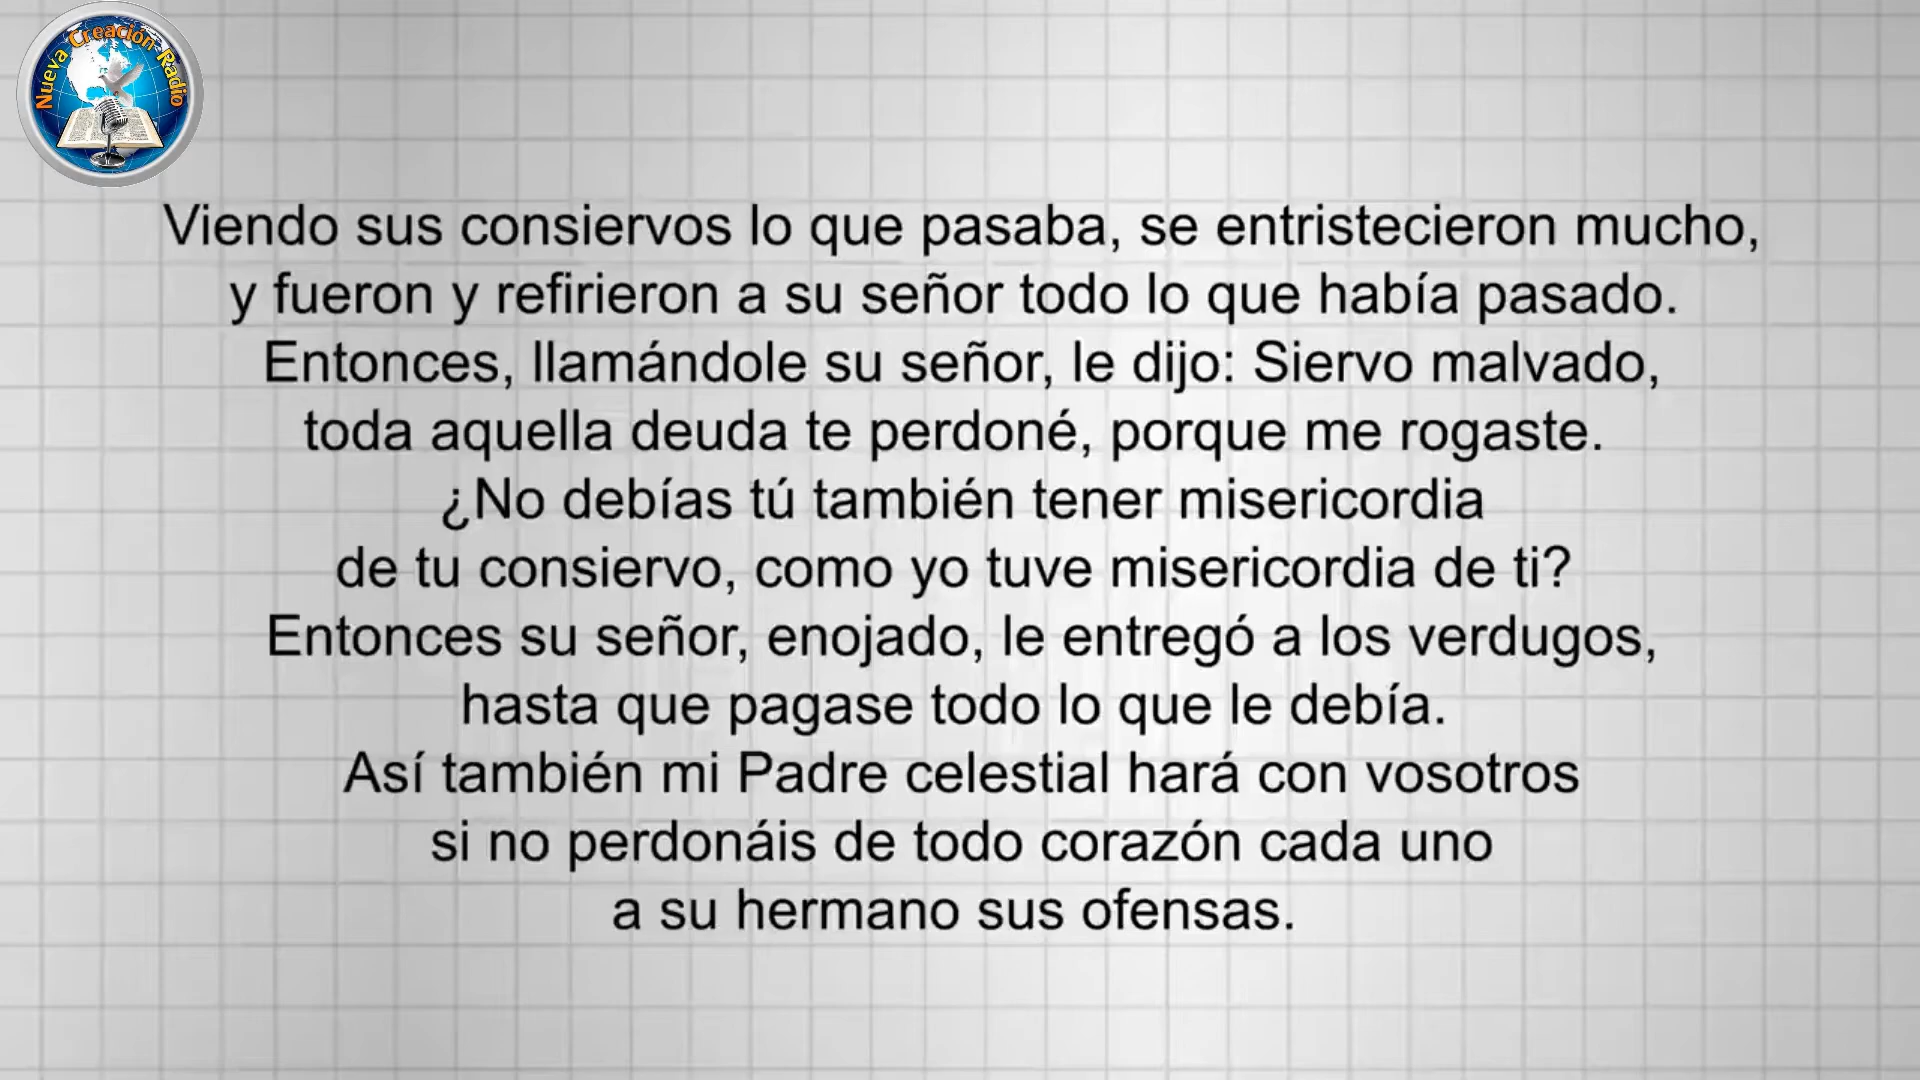 Nueva Creación Radio
Viendo sus consiervos lo que pasaba, se entristecieron mucho,
y fueron y refirieron a su señor todo lo que había pasado.
Entonces, llamándole su señor, le dijo: Siervo malvado,
toda aquella deuda te perdoné, porque me rogaste.
¿No debías tú también tener misericordia
de tu consiervo, como yo tuve misericordia de ti?
Entonces su señor, enojado, le entregó a los verdugos,
hasta que pagase todo lo que le debía.
Así también mi Padre celestial hará con vosotros
si no perdonáis de todo corazón cada uno
a su hermano sus ofensas.